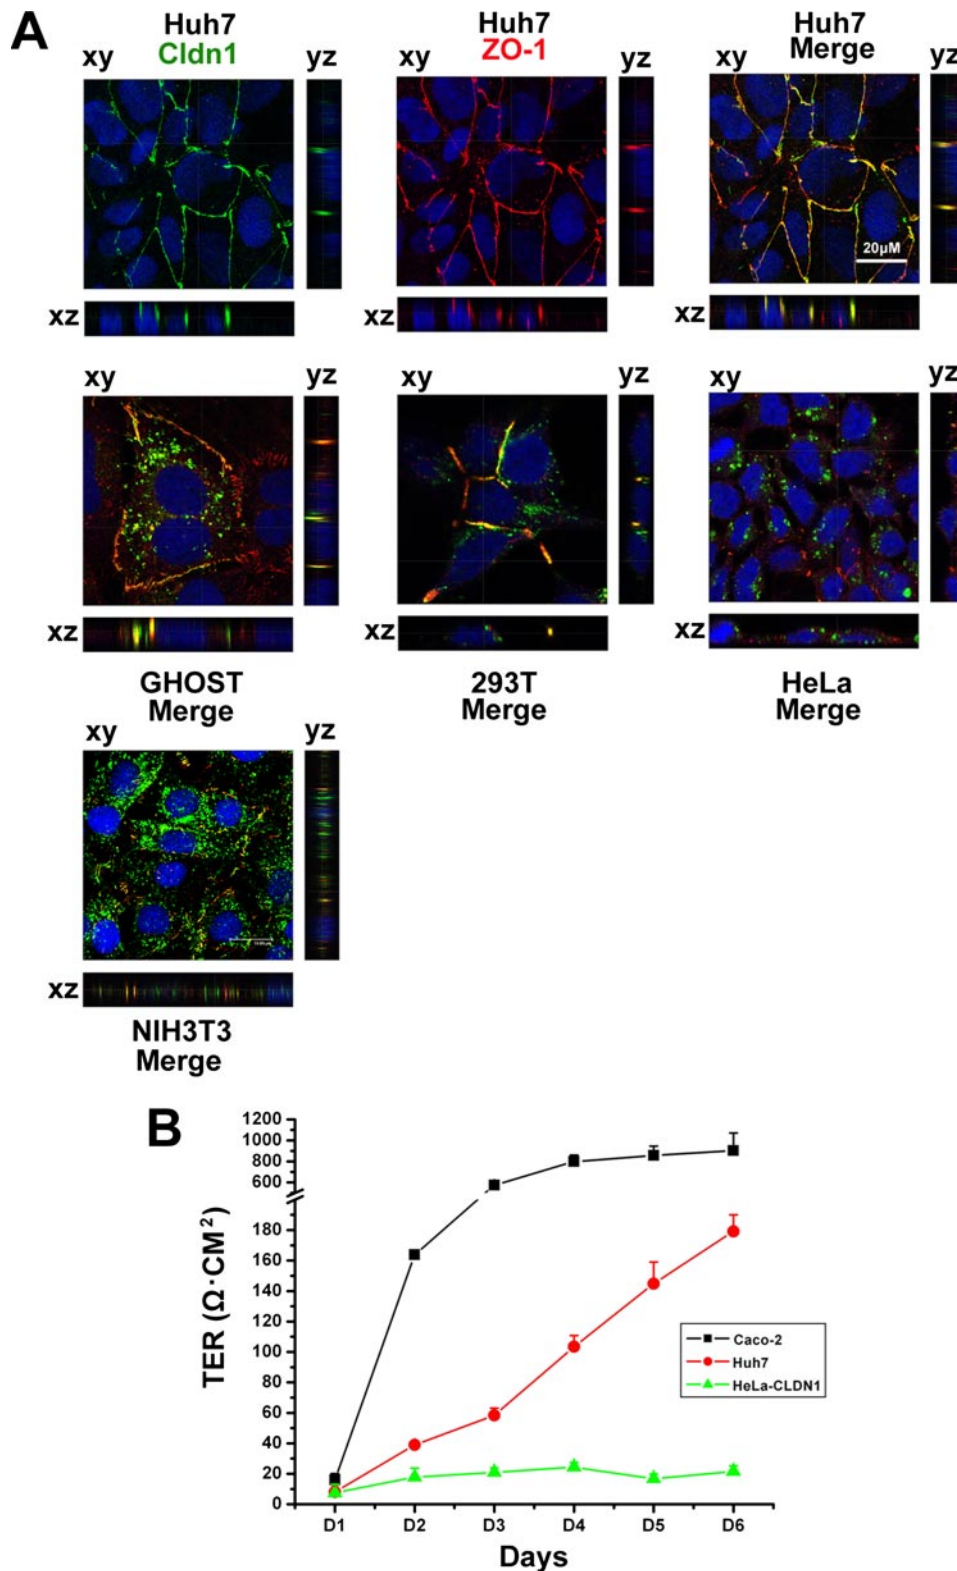 A
Huh7
Cldn1
Huh7
ZO-1
Huh7
Merge
xy yz xy yz xy yz
20µM
xz xz xz
xy yz xy yz xy yz
xz xz xz
GHOST
Merge
293T
Merge
HeLa
Merge
xy yz
xz
NIH3T3
Merge
B
TER (Ω·CM²)
1200
1000
800
600
180
160
140
120
100
80
60
40
20
0
Caco-2
Huh7
HeLa-CLDN1
D1 D2 D3 D4 D5 D6
Days